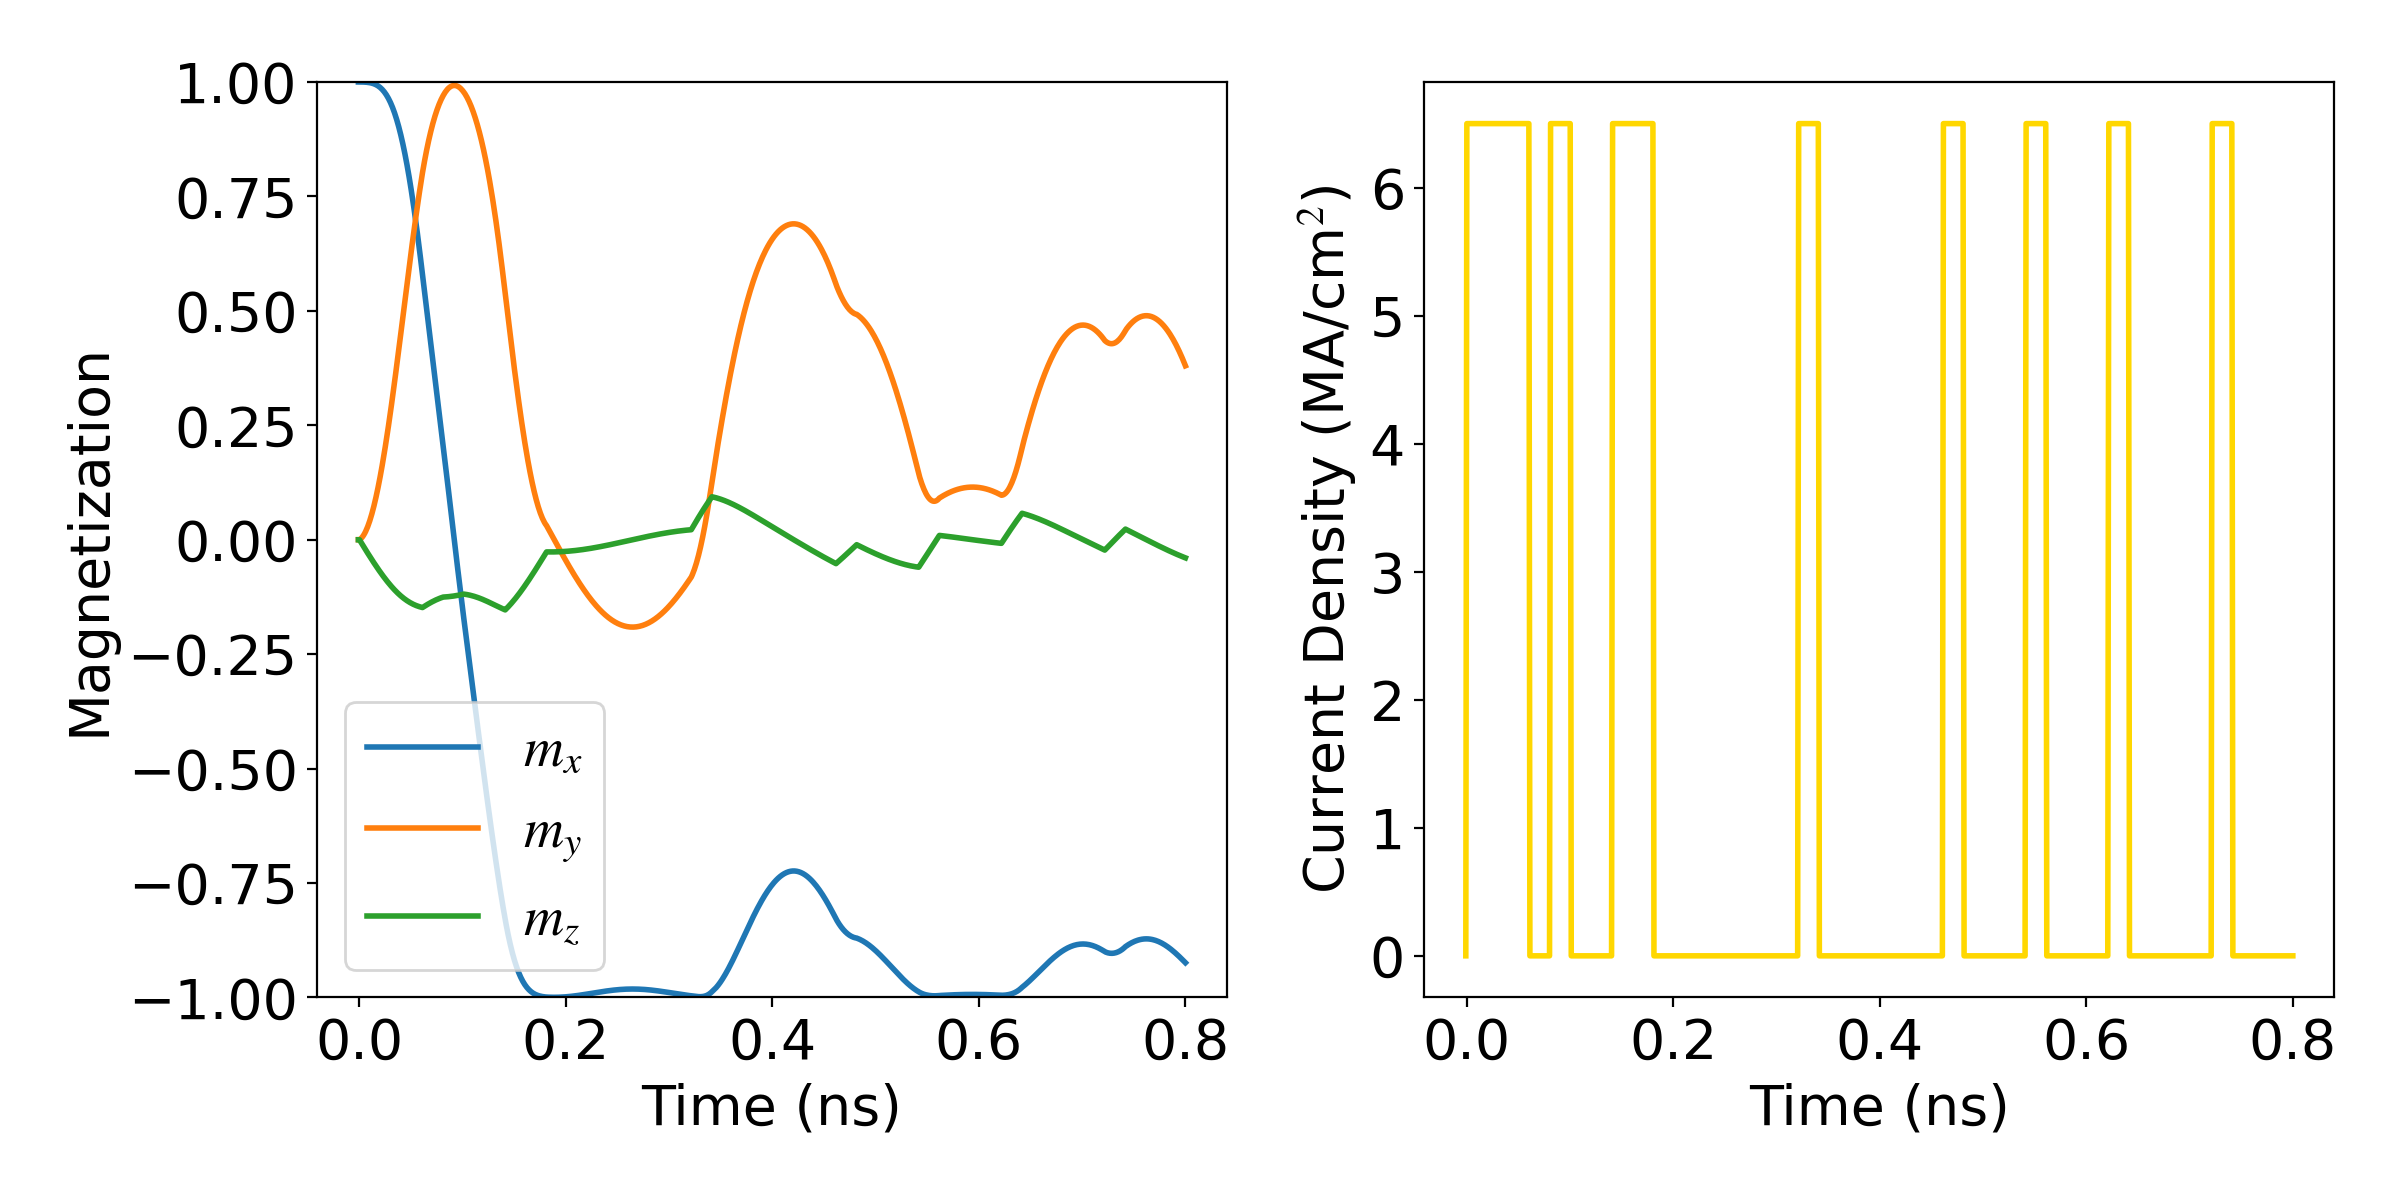 1.00
0.75
0.50
0.25
0.00
−0.25
−0.50
−0.75
−1.00
Magnetization
m_x
m_y
m_z
0.0 0.2 0.4 0.6 0.8
Time (ns)
6
5
4
3
2
1
0
Current Density (MA/cm²)
0.0 0.2 0.4 0.6 0.8
Time (ns)